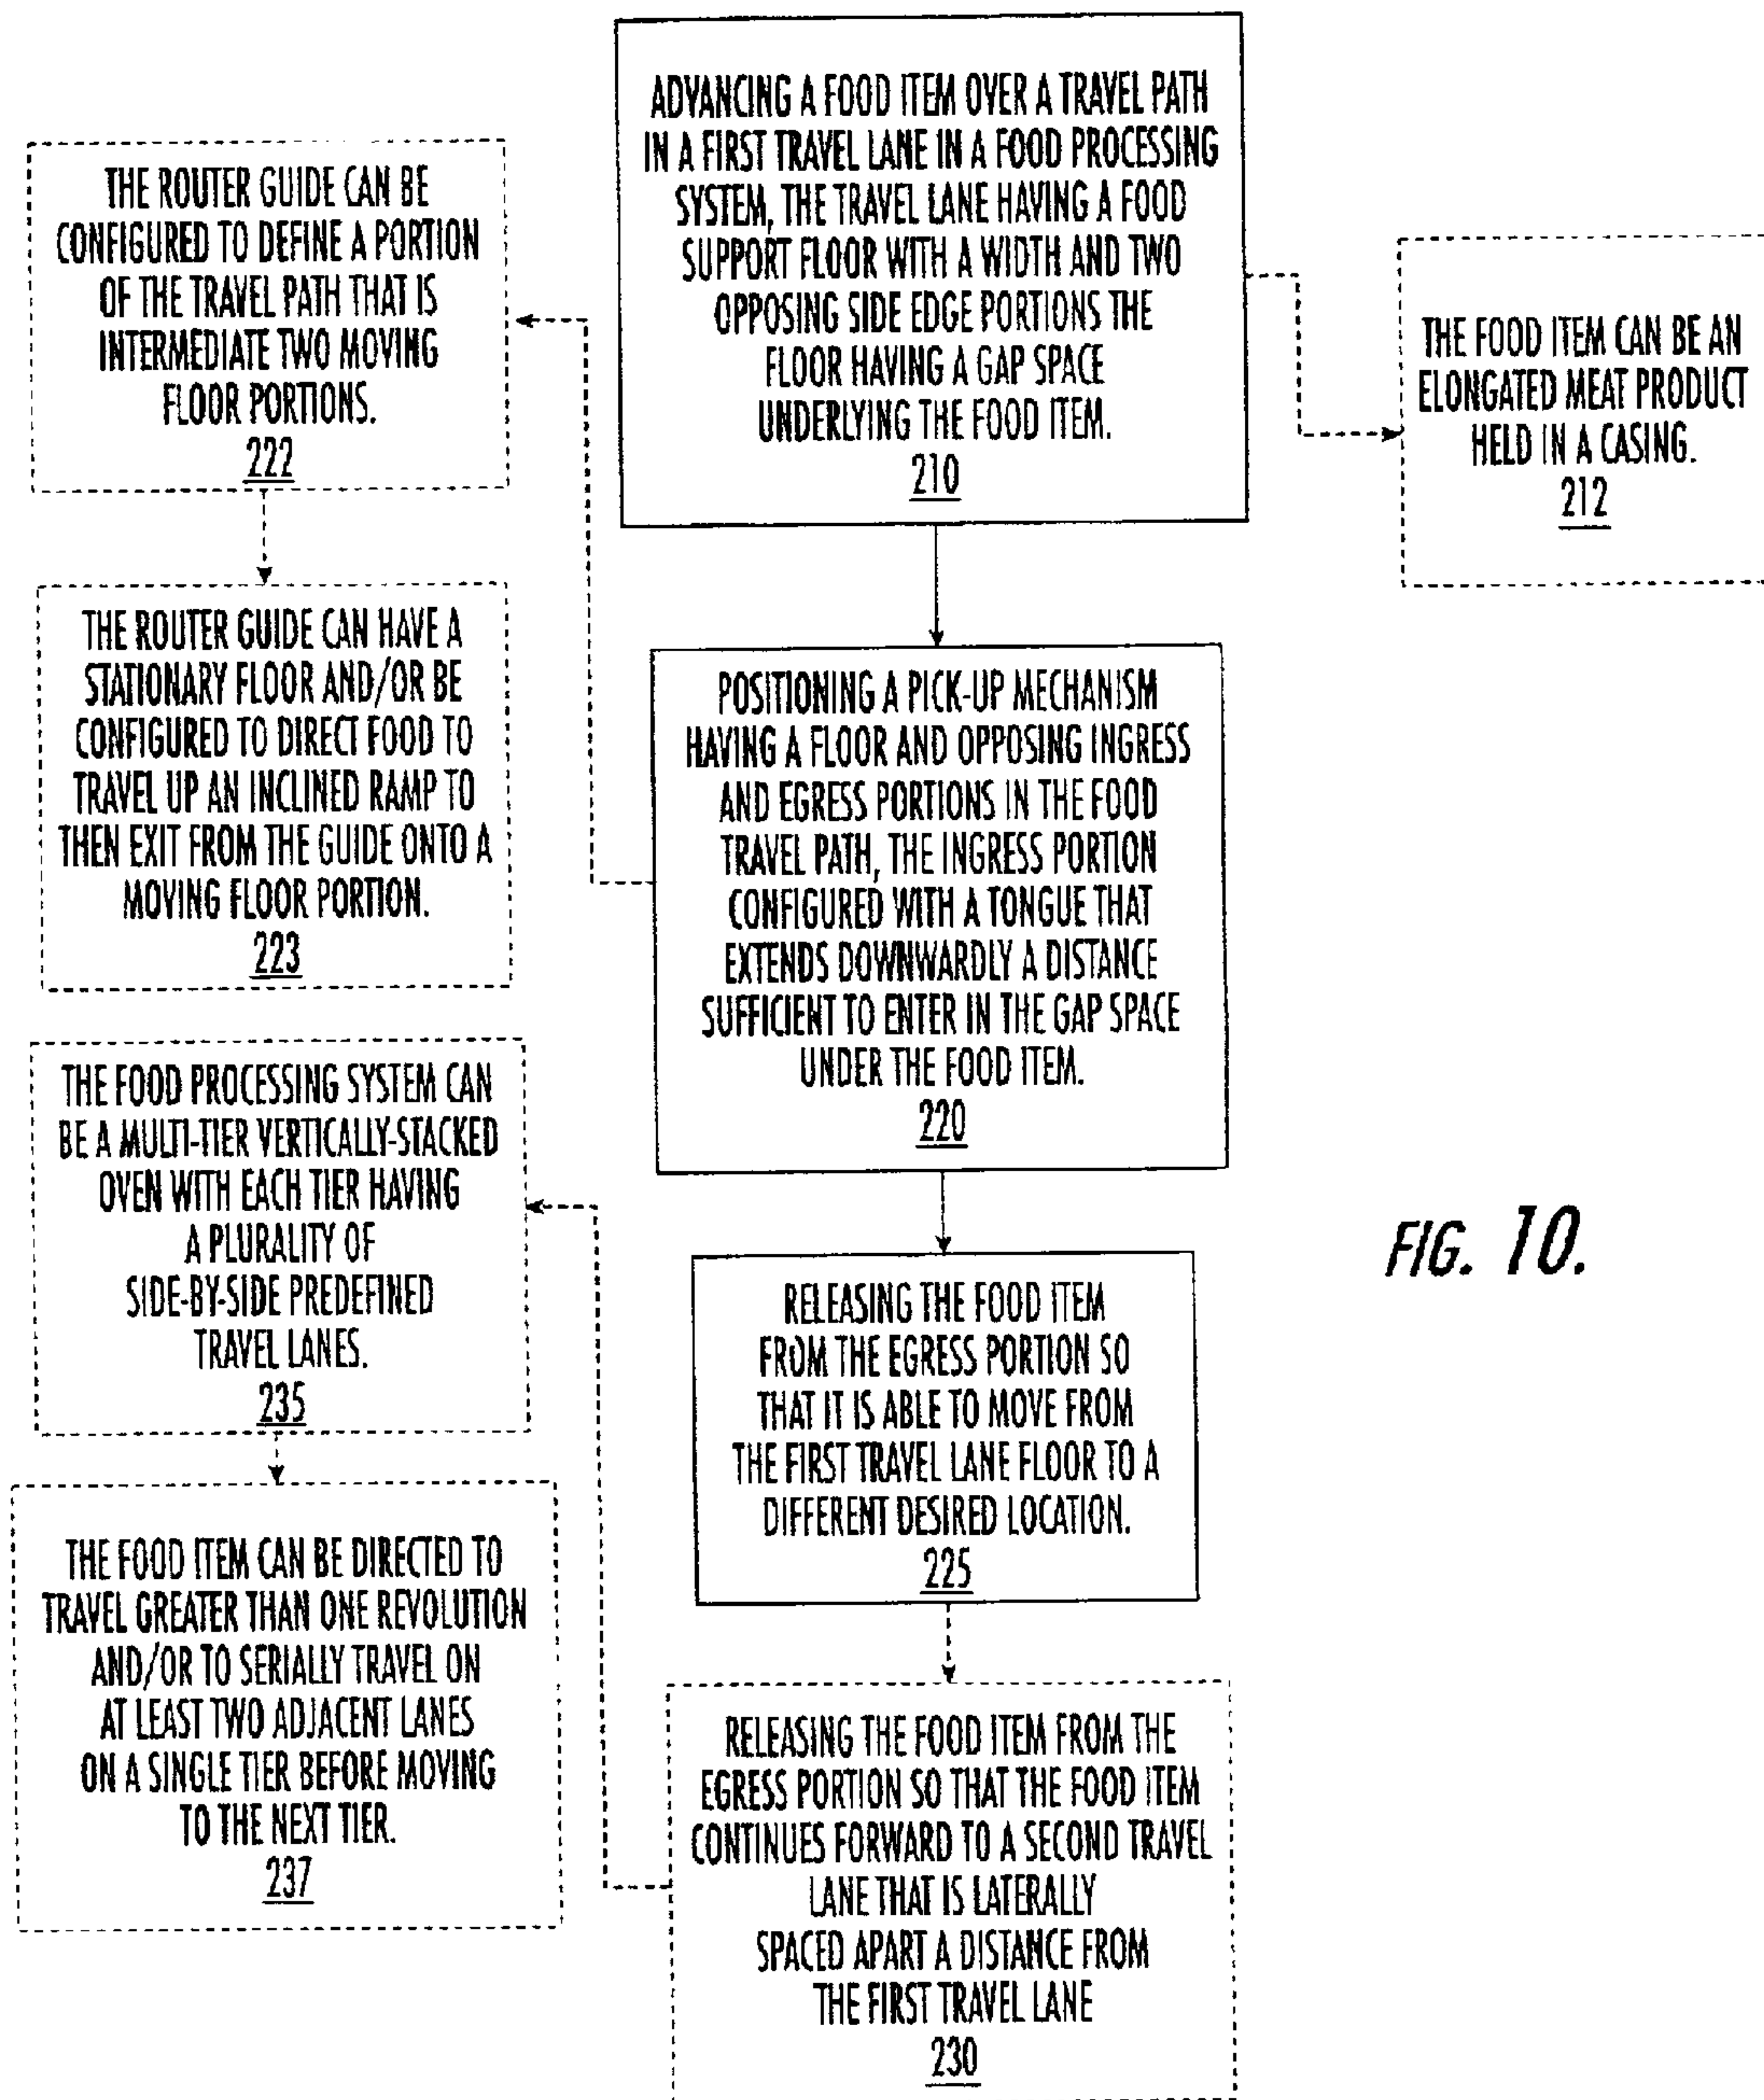 ADVANCING A FOOD ITEM OVER A TRAVEL PATH
IN A FIRST TRAVEL LANE IN A FOOD PROCESSING
SYSTEM, THE TRAVEL LANE HAVING A FOOD
SUPPORT FLOOR WITH A WIDTH AND TWO
OPPOSING SIDE EDGE PORTIONS THE
FLOOR HAVING A GAP SPACE
UNDERLYING THE FOOD ITEM.
210
THE FOOD ITEM CAN BE AN
ELONGATED MEAT PRODUCT
HELD IN A CASING.
212
POSITIONING A PICK-UP MECHANISM
HAVING A FLOOR AND OPPOSING INGRESS
AND EGRESS PORTIONS IN THE FOOD
TRAVEL PATH, THE INGRESS PORTION
CONFIGURED WITH A TONGUE THAT
EXTENDS DOWNWARDLY A DISTANCE
SUFFICIENT TO ENTER IN THE GAP SPACE
UNDER THE FOOD ITEM.
220
THE ROUTER GUIDE CAN BE
CONFIGURED TO DEFINE A PORTION
OF THE TRAVEL PATH THAT IS
INTERMEDIATE TWO MOVING
FLOOR PORTIONS.
222
THE ROUTER GUIDE CAN HAVE A
STATIONARY FLOOR AND/OR BE
CONFIGURED TO DIRECT FOOD TO
TRAVEL UP AN INCLINED RAMP TO
THEN EXIT FROM THE GUIDE ONTO A
MOVING FLOOR PORTION.
223
RELEASING THE FOOD ITEM
FROM THE EGRESS PORTION SO
THAT IT IS ABLE TO MOVE FROM
THE FIRST TRAVEL LANE FLOOR TO A
DIFFERENT DESIRED LOCATION.
225
RELEASING THE FOOD ITEM FROM THE
EGRESS PORTION SO THAT THE FOOD ITEM
CONTINUES FORWARD TO A SECOND TRAVEL
LANE THAT IS LATERALLY
SPACED APART A DISTANCE FROM
THE FIRST TRAVEL LANE
230
THE FOOD PROCESSING SYSTEM CAN
BE A MULTI-TIER VERTICALLY-STACKED
OVEN WITH EACH TIER HAVING
A PLURALITY OF
SIDE-BY-SIDE PREDEFINED
TRAVEL LANES.
235
THE FOOD ITEM CAN BE DIRECTED TO
TRAVEL GREATER THAN ONE REVOLUTION
AND/OR TO SERIALLY TRAVEL ON
AT LEAST TWO ADJACENT LANES
ON A SINGLE TIER BEFORE MOVING
TO THE NEXT TIER.
237
FIG. 10.